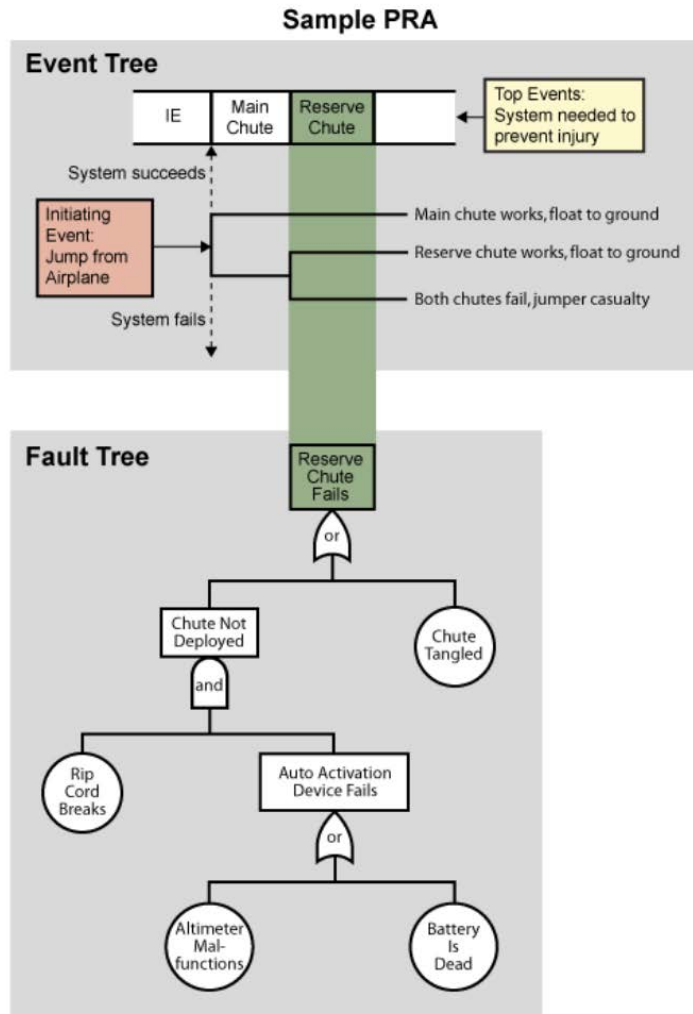 Sample PRA
Event Tree
IE
Main
Chute
Reserve
Chute
Top Events:
System needed to
prevent injury
System succeeds
Initiating
Event:
Jump from
Airplane
Main chute works, float to ground
Reserve chute works, float to ground
Both chutes fail, jumper casualty
System fails
Fault Tree
Reserve
Chute
Fails
or
Chute Not
Deployed
Chute
Tangled
and
Rip
Cord
Breaks
Auto Activation
Device Fails
or
Altimeter
Mal-
functions
Battery
Is
Dead